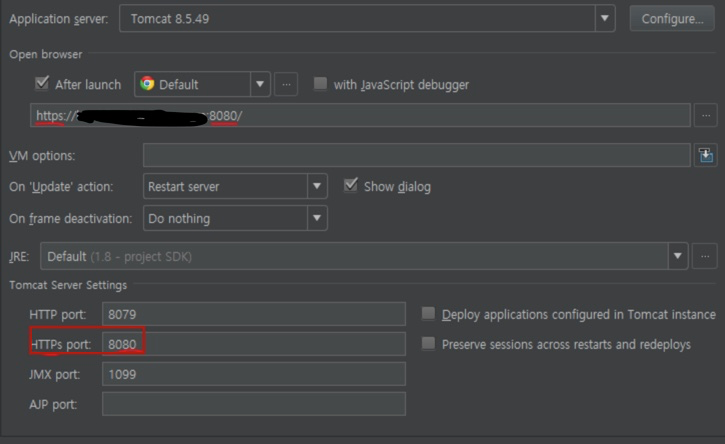 Application server: Tomcat 8.5.49 Configure...
Open browser
After launch Default ... with JavaScript debugger
https:// :8080/ ...
VM options:
On 'Update' action: Restart server Show dialog
On frame deactivation: Do nothing
JRE: Default (1.8 – project SDK) ...
Tomcat Server Settings
HTTP port: 8079 Deploy applications configured in Tomcat instance
HTTPs port: 8080 Preserve sessions across restarts and redeploys
JMX port: 1099
AJP port: